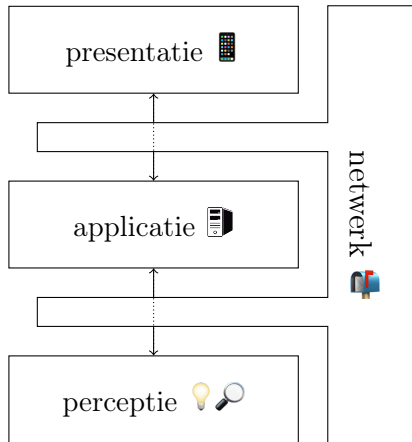 presentatie 📱
applicatie 🖥
netwerk 📬
perceptie 💡🔎